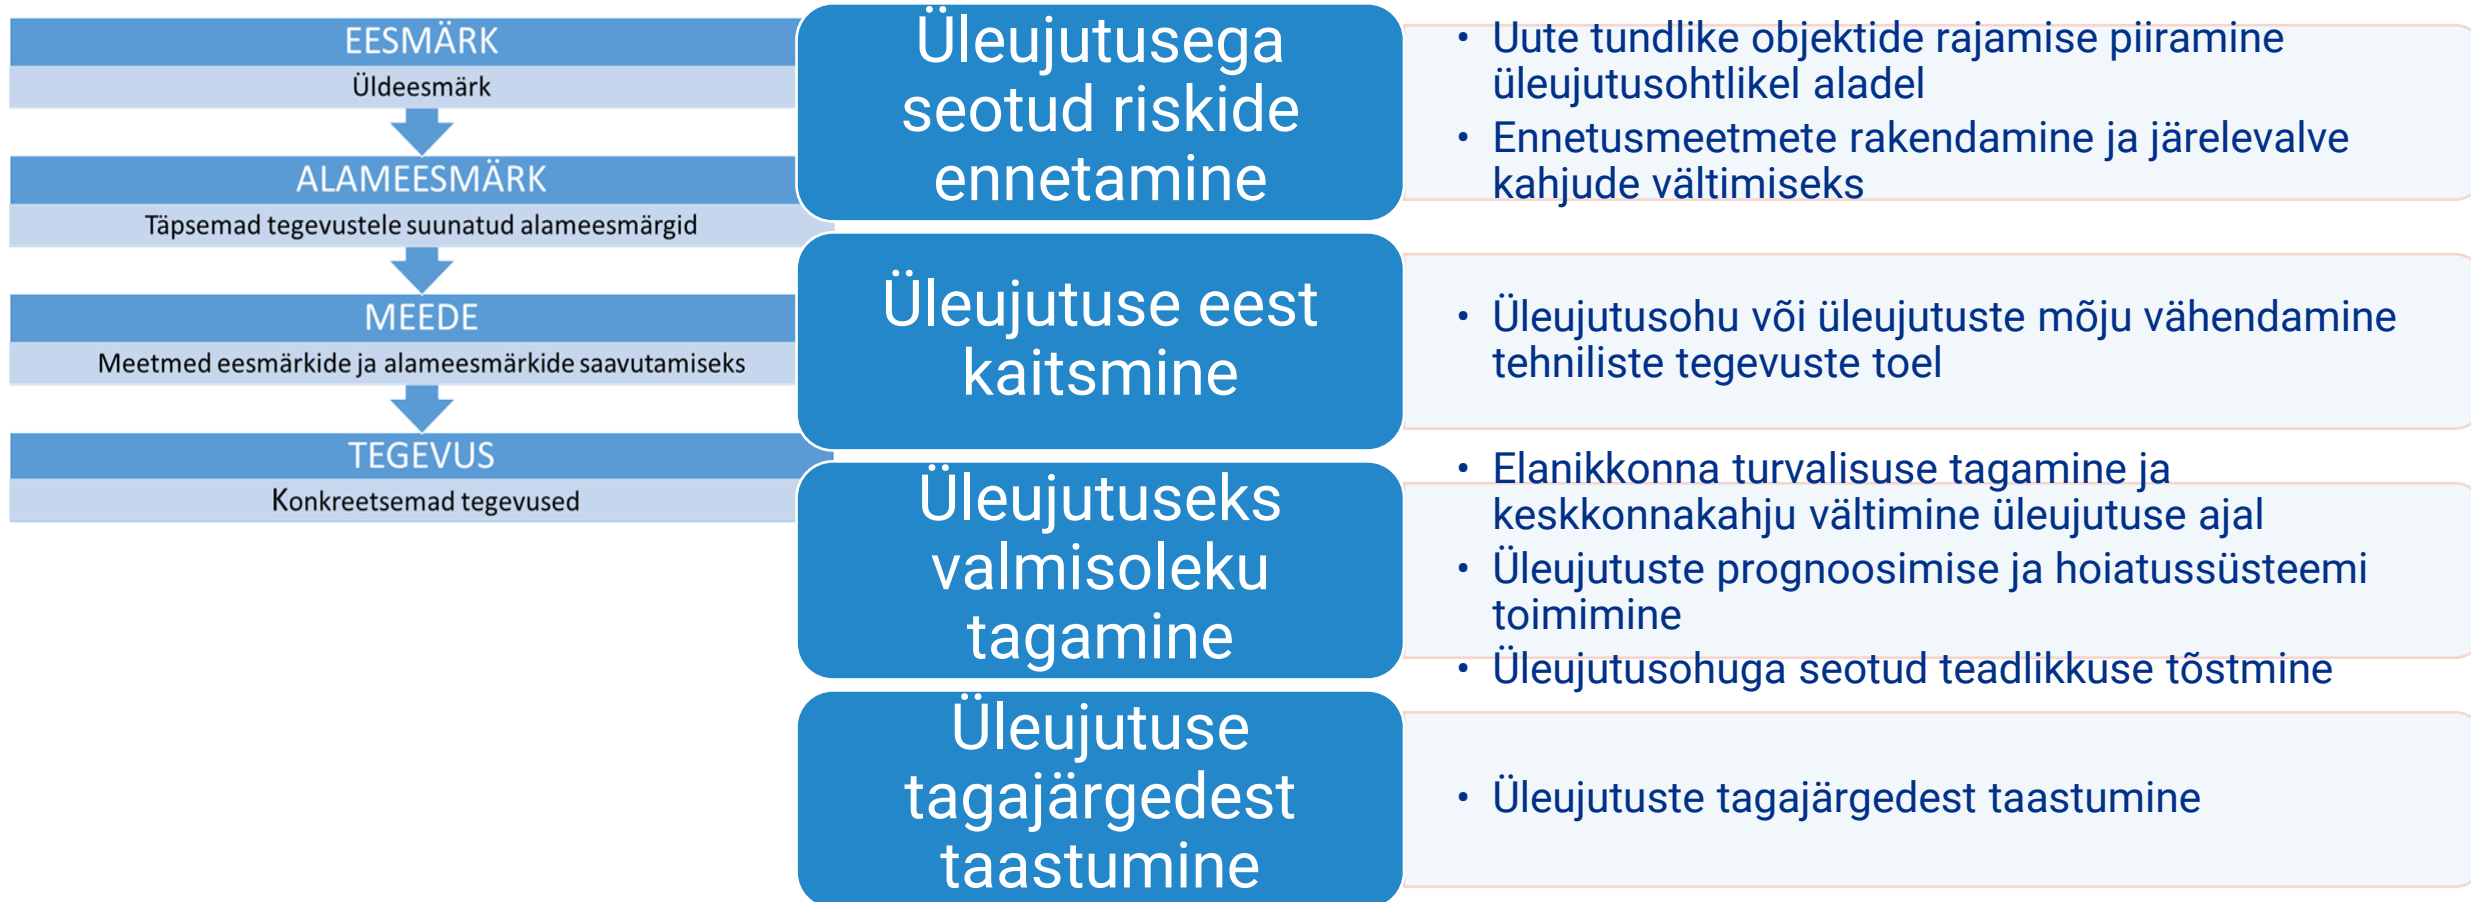 EESMÄRK
Üldeesmärk
ALAMEESMÄRK
Täpsemad tegevustele suunatud alameesmärgid
MEEDE
Meetmed eesmärkide ja alameesmärkide saavutamiseks
TEGEVUS
Konkreetsemad tegevused
Üleujutusega
seotud riskide
ennetamine
• Uute tundlike objektide rajamise piiramine
üleujutusohtlikel aladel
• Ennetusmeetmete rakendamine ja järelevalve
kahjude vältimiseks
Üleujutuse eest
kaitsmine
• Üleujutusohu või üleujutuste mõju vähendamine
tehniliste tegevuste toel
Üleujutuseks
valmisoleku
tagamine
• Elanikkonna turvalisuse tagamine ja
keskkonnakahju vältimine üleujutuse ajal
• Üleujutuste prognoosimise ja hoiatussüsteemi
toimimine
• Üleujutusohuga seotud teadlikkuse tõstmine
Üleujutuse
tagajärgedest
taastumine
• Üleujutuste tagajärgedest taastumine